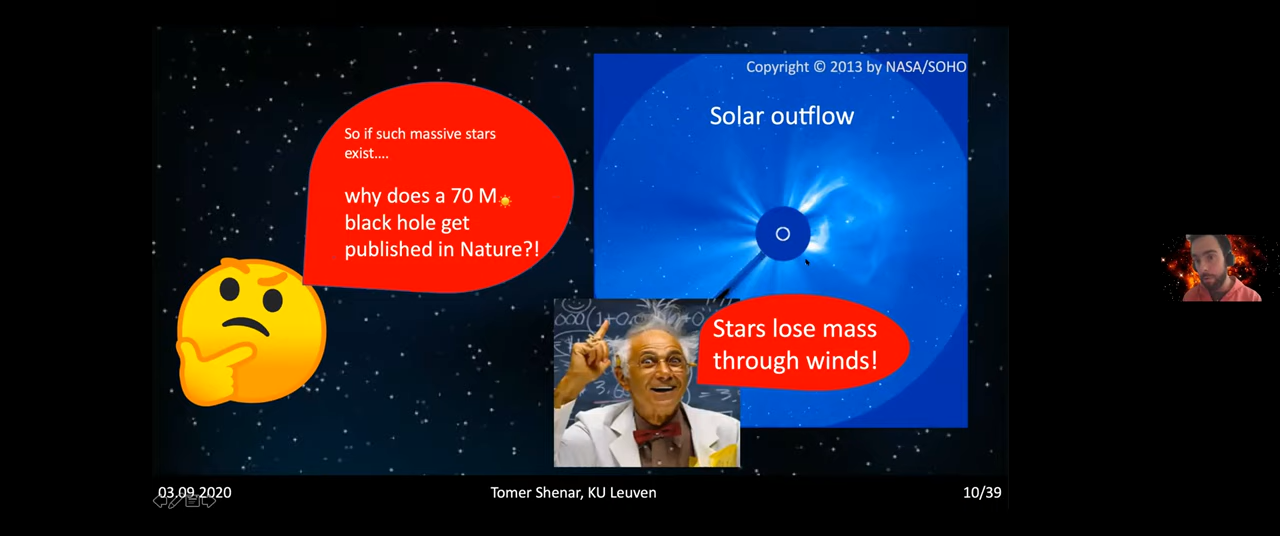 Copyright © 2013 by NASA/SOHO
Solar outflow
So if such massive stars
exist....
why does a 70 M
black hole get
published in Nature?!
Stars lose mass
through winds!
03.09.2020
Tomer Shenar, KU Leuven
10/39